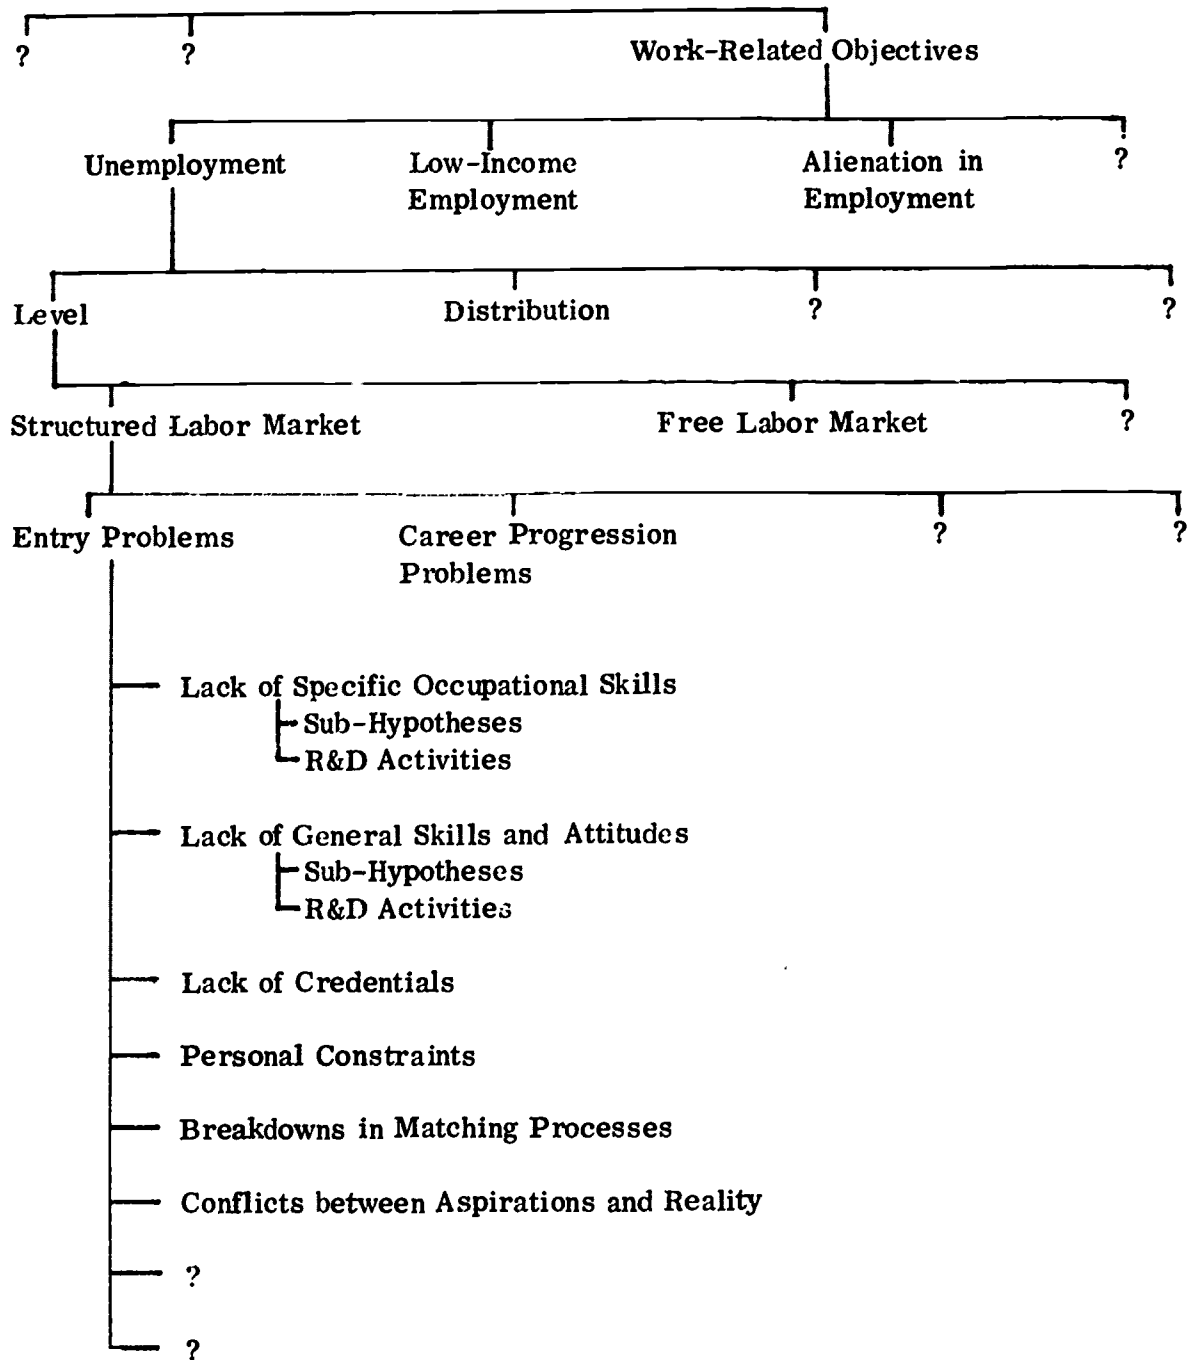 ? ? Work-Related Objectives
Unemployment Low-Income Employment Alienation in Employment ?
Level Distribution ? ?
Structured Labor Market Free Labor Market ?
Entry Problems Career Progression Problems ? ?
Lack of Specific Occupational Skills
Sub-Hypotheses
R&D Activities
Lack of General Skills and Attitudes
Sub-Hypotheses
R&D Activities
Lack of Credentials
Personal Constraints
Breakdowns in Matching Processes
Conflicts between Aspirations and Reality
?
?